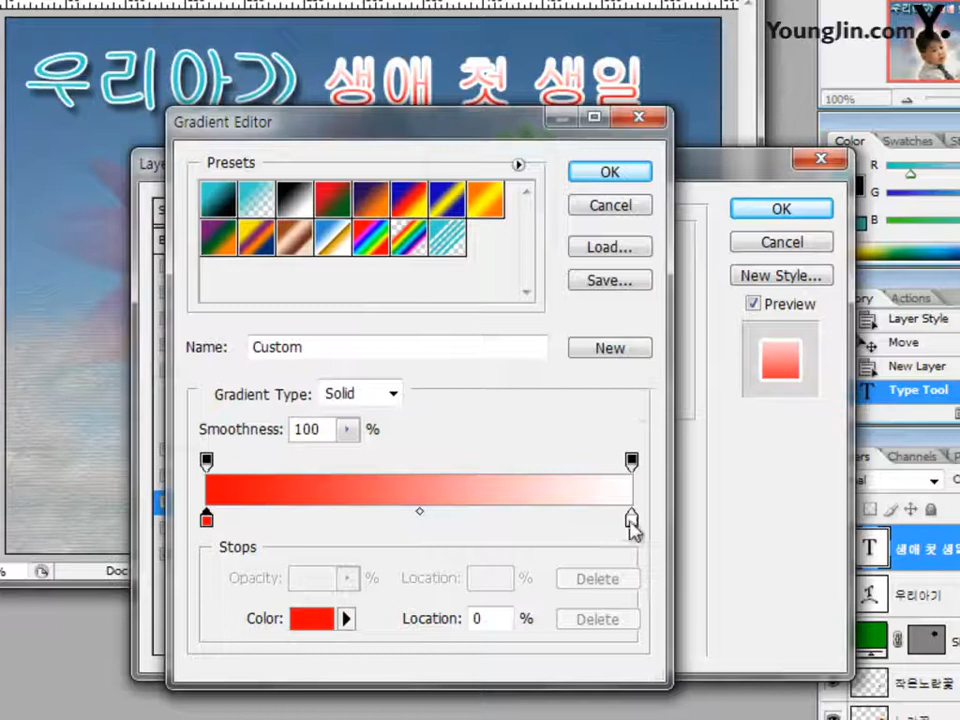 YoungJin.com Y.
우리아기 생애 첫 생일
100%
Gradient Editor
Presets
OK
Cancel
Load...
Save...
Name: Custom
New
Gradient Type: Solid
Smoothness: 100 %
Stops
Opacity: % Location: % Delete
Color: Location: 0 % Delete
OK
Cancel
New Style...
Preview
Color Swatches
R
G
B
Actions
Layer Style
Move
New Layer
Type Tool
Channels
T 생애 첫 생일
우리아기
작은노란꽃
%
Doc